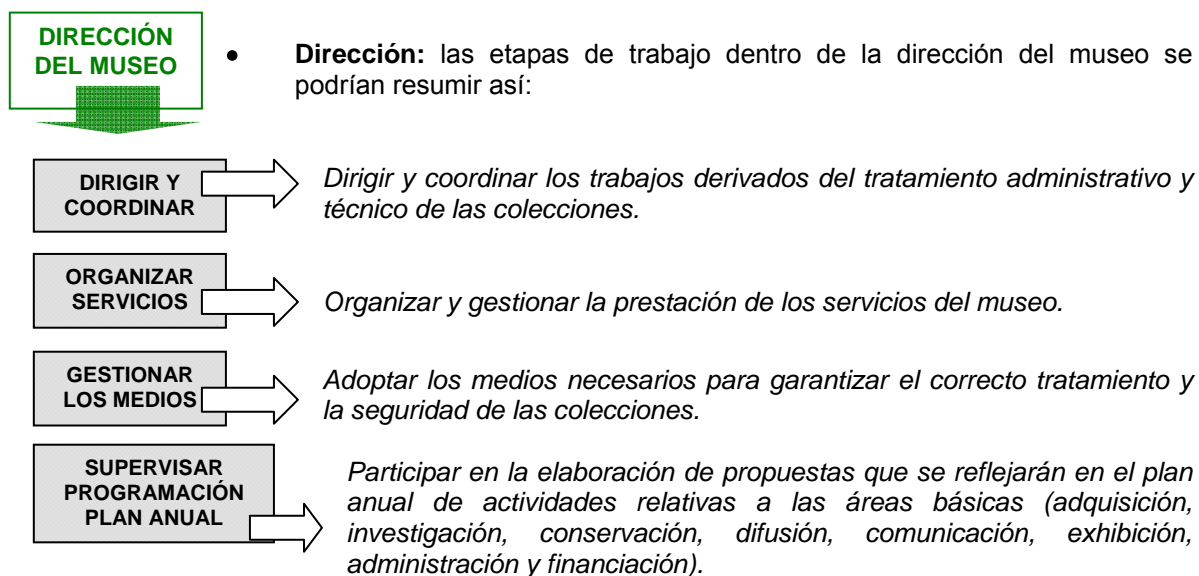 DIRECCIÓN
DEL MUSEO
• Dirección: las etapas de trabajo dentro de la dirección del museo se
podrían resumir así:
DIRIGIR Y
COORDINAR
Dirigir y coordinar los trabajos derivados del tratamiento administrativo y
técnico de las colecciones.
ORGANIZAR
SERVICIOS
Organizar y gestionar la prestación de los servicios del museo.
GESTIONAR
LOS MEDIOS
Adoptar los medios necesarios para garantizar el correcto tratamiento y
la seguridad de las colecciones.
SUPERVISAR
PROGRAMACIÓN
PLAN ANUAL
Participar en la elaboración de propuestas que se reflejarán en el plan
anual de actividades relativas a las áreas básicas (adquisición,
investigación, conservación, difusión, comunicación, exhibición,
administración y financiación).